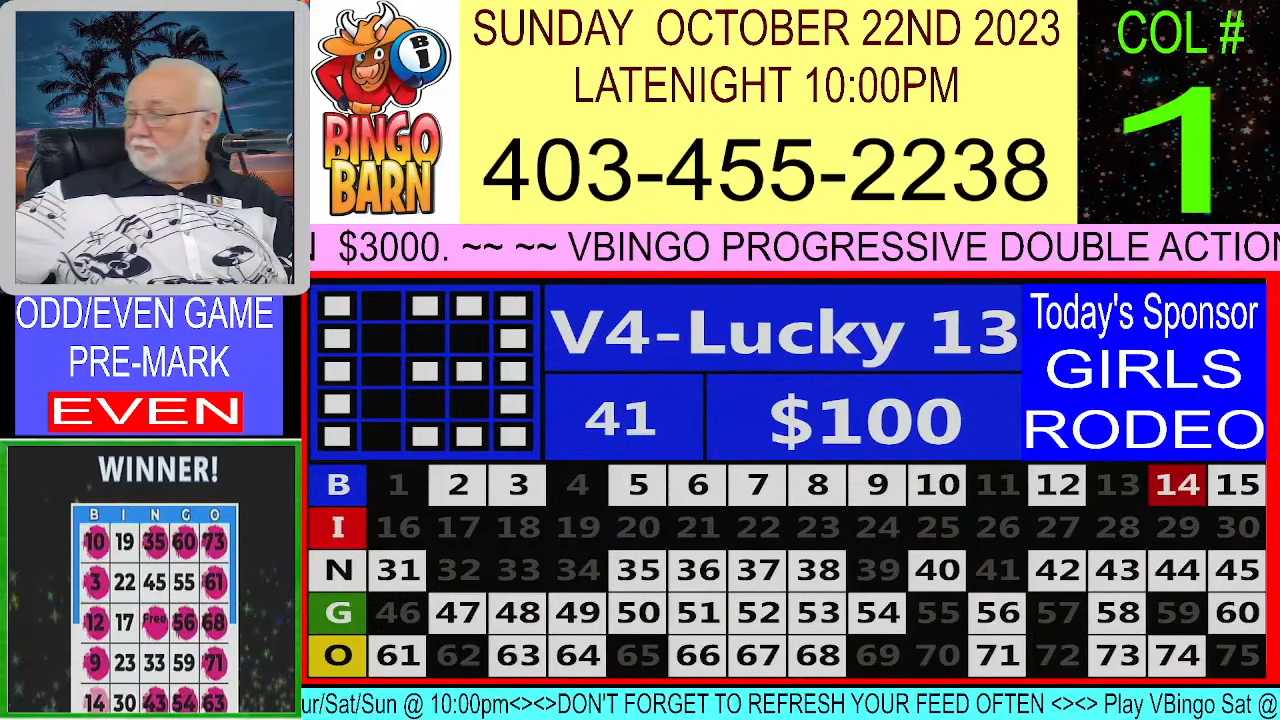 BI
BINGO
BARN
SUNDAY OCTOBER 22ND 2023
LATENIGHT 10:00PM
403-455-2238
COL #
1
$3000. ~~ ~~ VBINGO PROGRESSIVE DOUBLE ACTION
ODD/EVEN GAME
PRE-MARK
EVEN
V4-Lucky 13
41 $100
Today's Sponsor
GIRLS
RODEO
WINNER!
B I N G O
10 19 35 60 73
3 22 45 55 61
12 17 Free 56 68
9 23 33 59 71
14 30 43 54 63
B 1 2 3 4 5 6 7 8 9 10 11 12 13 14 15
I 16 17 18 19 20 21 22 23 24 25 26 27 28 29 30
N 31 32 33 34 35 36 37 38 39 40 41 42 43 44 45
G 46 47 48 49 50 51 52 53 54 55 56 57 58 59 60
O 61 62 63 64 65 66 67 68 69 70 71 72 73 74 75
ur/Sat/Sun @ 10:00pm<><>DON'T FORGET TO REFRESH YOUR FEED OFTEN <><> Play VBingo Sat @